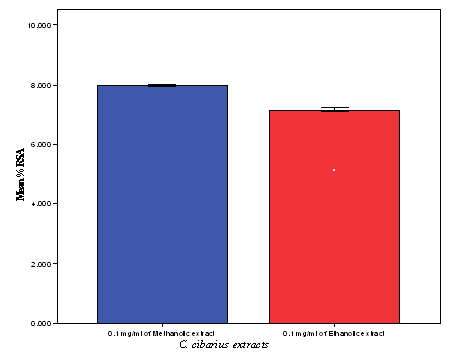 10.000
8.000
6.000
4.000
2.000
0.000
Mean % RSA
0.1 mg/ml of Methanolic extract
0.1 mg/ml of Ethanolic extract
C. cibarius extracts